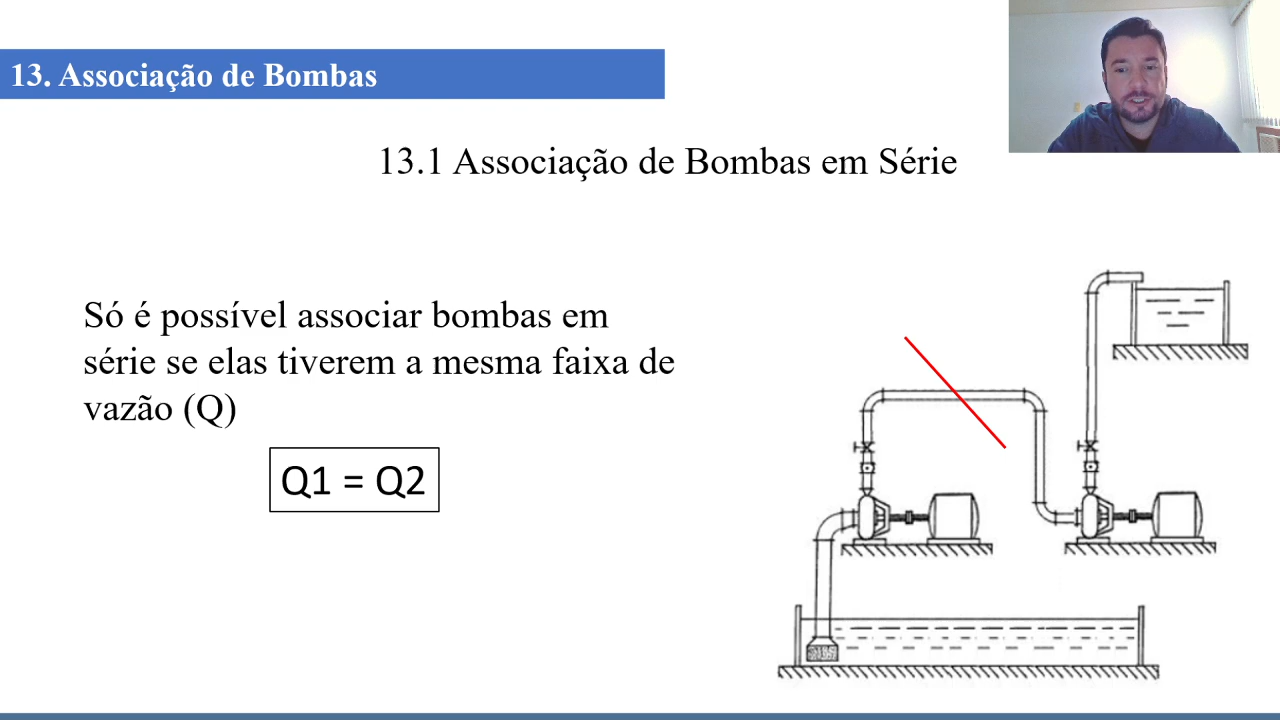 13. Associação de Bombas
13.1 Associação de Bombas em Série
Só é possível associar bombas em
série se elas tiverem a mesma faixa de
vazão (Q)
Q1 = Q2